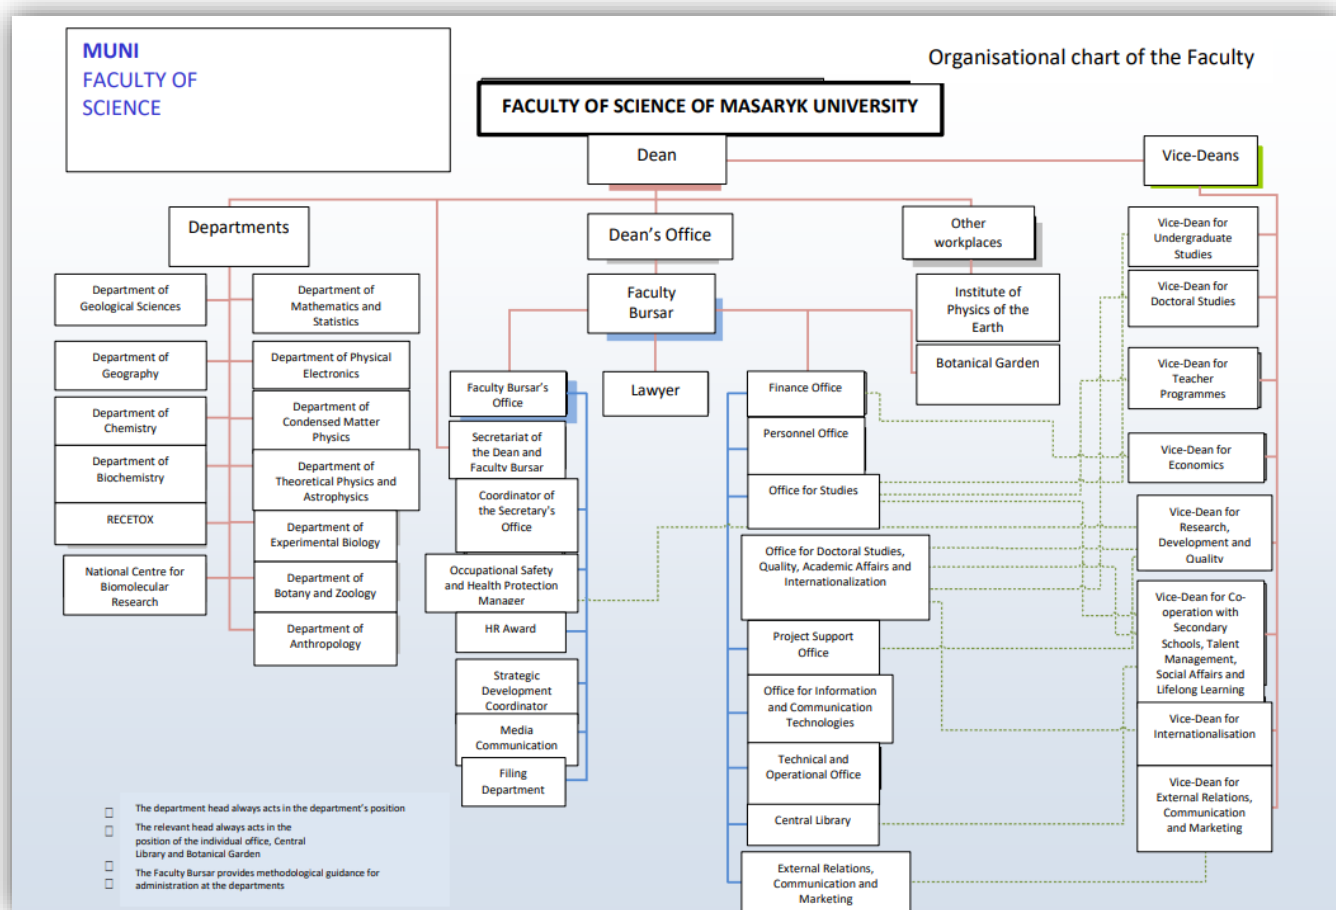 MUNI
FACULTY OF
SCIENCE
Organisational chart of the Faculty
FACULTY OF SCIENCE OF MASARYK UNIVERSITY
Dean
Vice-Deans
Departments
Dean's Office
Other
workplaces
Faculty
Bursar
Institute of
Physics of the
Earth
Botanical Garden
Lawyer
Department of
Geological Sciences
Department of
Geography
Department of
Chemistry
Department of
Biochemistry
RECETOX
National Centre for
Biomolecular
Research
Department of
Mathematics and
Statistics
Department of Physical
Electronics
Department of
Condensed Matter
Physics
Department of
Theoretical Physics and
Astrophysics
Department of
Experimental Biology
Department of
Botany and Zoology
Department of
Anthropology
Faculty Bursar's
Office
Secretariat of
the Dean and
Faculty Bursar
Coordinator of
the Secretary's
Office
Occupational Safety
and Health Protection
Manager
HR Award
Strategic
Development
Coordinator
Media
Communication
Filing
Department
Finance Office
Personnel Office
Office for Studies
Office for Doctoral Studies,
Quality, Academic Affairs and
Internationalization
Project Support
Office
Office for Information
and Communication
Technologies
Technical and
Operational Office
Central Library
External Relations,
Communication and
Marketing
Vice-Dean for
Undergraduate
Studies
Vice-Dean for
Doctoral Studies
Vice-Dean for
Teacher
Programmes
Vice-Dean for
Economics
Vice-Dean for
Research,
Development and
Quality
Vice-Dean for Co-
operation with
Secondary
Schools, Talent
Management,
Social Affairs and
Lifelong Learning
Vice-Dean for
Internationalisation
Vice-Dean for
External Relations,
Communication
and Marketing
The department head always acts in the department's position
The relevant head always acts in the
position of the individual office, Central
Library and Botanical Garden
The Faculty Bursar provides methodological guidance for
administration at the departments